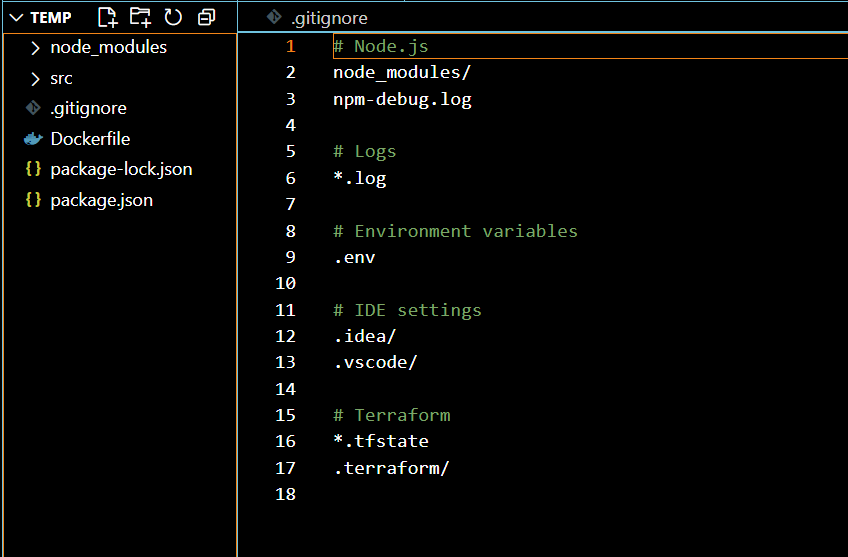 TEMP
node_modules
src
.gitignore
Dockerfile
package-lock.json
package.json
.gitignore
1 # Node.js
2 node_modules/
3 npm-debug.log
4
5 # Logs
6 *.log
7
8 # Environment variables
9 .env
10
11 # IDE settings
12 .idea/
13 .vscode/
14
15 # Terraform
16 *.tfstate
17 .terraform/
18